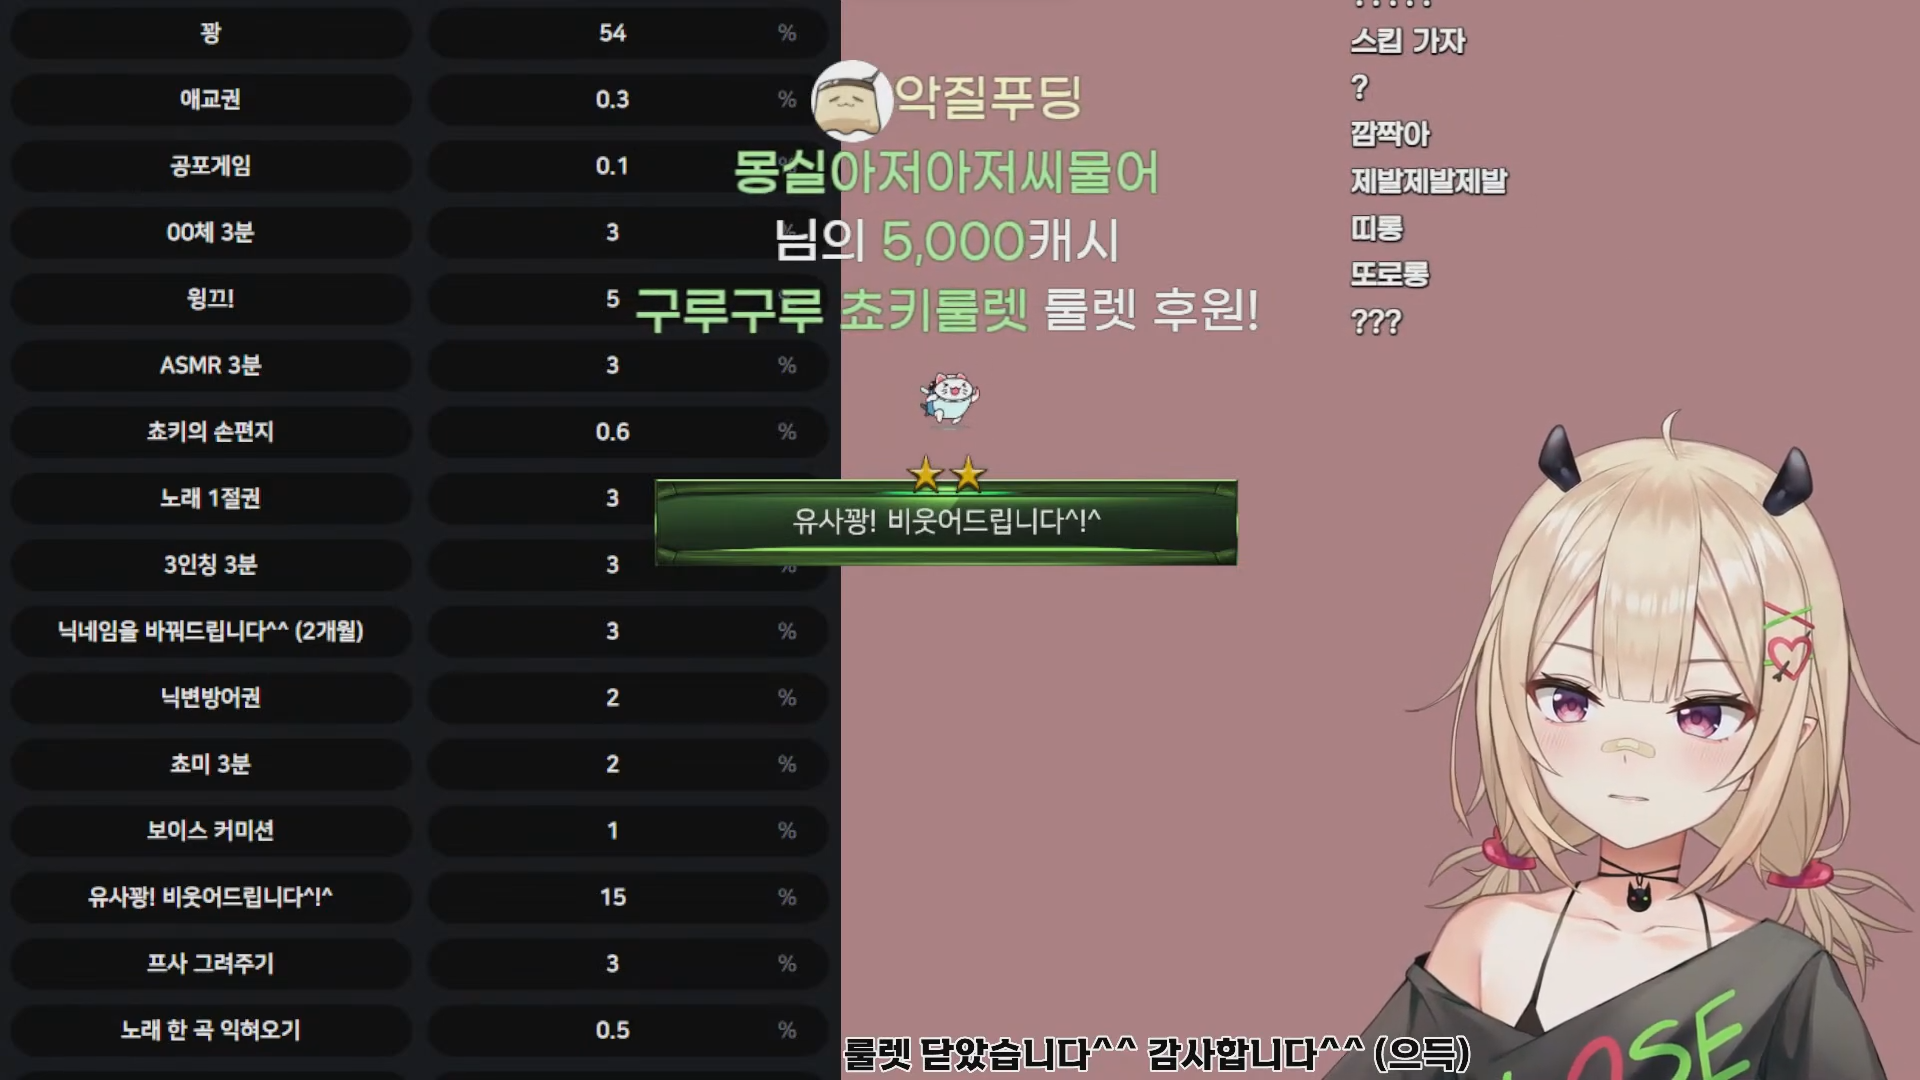 꽝 54 %
애교권 0.3 %
공포게임 0.1 %
00체 3분 3 %
윙끄! 5
ASMR 3분 3 %
쵸키의 손편지 0.6 %
노래 1절권 3
3인칭 3분 3 %
닉네임을 바꿔드립니다^^ (2개월) 3 %
닉변방어권 2 %
쵸미 3분 2 %
보이스 커미션 1 %
유사꽝! 비웃어드립니다^!^ 15 %
프사 그려주기 3 %
노래 한 곡 익혀오기 0.5 %
악질푸딩
몽실아저아저씨물어
님의 5,000캐시
구루구루 쵸키룰렛 룰렛 후원!
유사꽝! 비웃어드립니다^!^
스킵 가자
?
깜짝아
제발제발제발
띠롱
또로롱
???
룰렛 닫았습니다^^ 감사합니다^^ (으득)
OSE